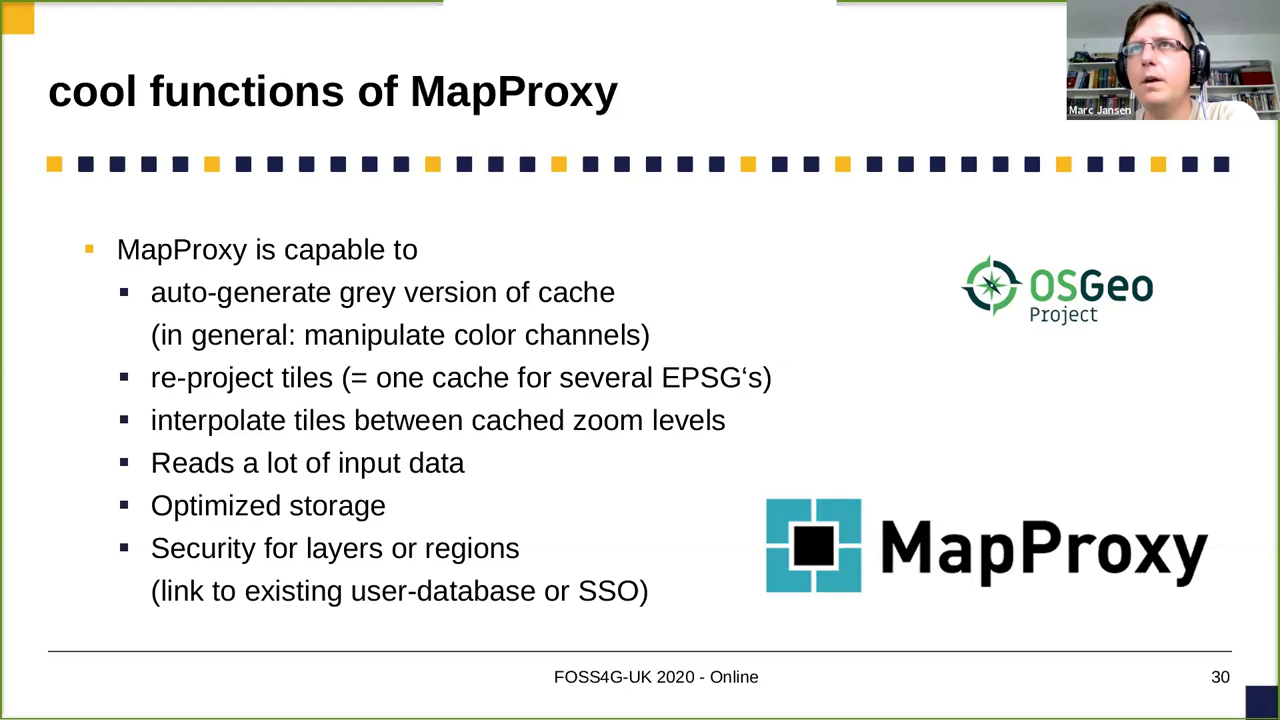 cool functions of MapProxy
Marc Jansen
MapProxy is capable to
auto-generate grey version of cache
(in general: manipulate color channels)
re-project tiles (= one cache for several EPSG‘s)
interpolate tiles between cached zoom levels
Reads a lot of input data
Optimized storage
Security for layers or regions
(link to existing user-database or SSO)
OSGeo
Project
MapProxy
FOSS4G-UK 2020 - Online
30